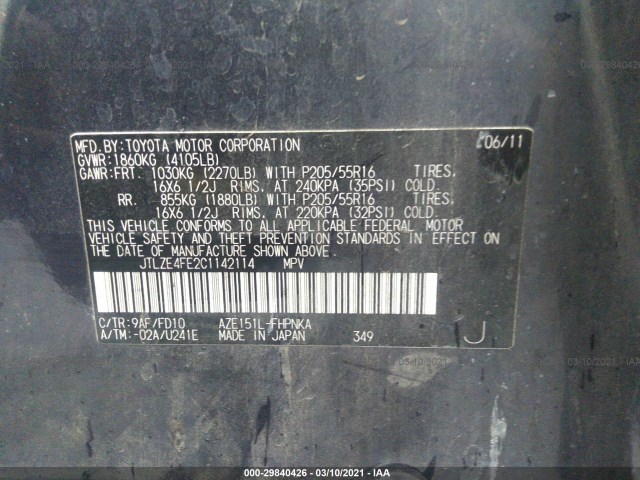 MFD.BY:TOYOTA MOTOR CORPORATION 06/11
GVWR:1860KG (4105LB)
GAWR:FRT. 1030KG (2270LB) WITH P205/55R16 TIRES,
16X6 1/2J RIMS, AT 240KPA (35PSI) COLD.
RR. 855KG (1880LB) WITH P205/55R16 TIRES,
16X6 1/2J RIMS, AT 220KPA (32PSI) COLD.
THIS VEHICLE CONFORMS TO ALL APPLICABLE FEDERAL MOTOR
VEHICLE SAFETY AND THEFT PREVENTION STANDARDS IN EFFECT ON
THE DATE OF MANUFACTURE SHOWN ABOVE.
JTLZE4FE2C1142114 MPV
C/TR:9AF/FD10 AZE151L-FHPNKA
A/TM:-02A/U241E MADE IN JAPAN 349 J
000-29840426 — 03/10/2021 — IAA